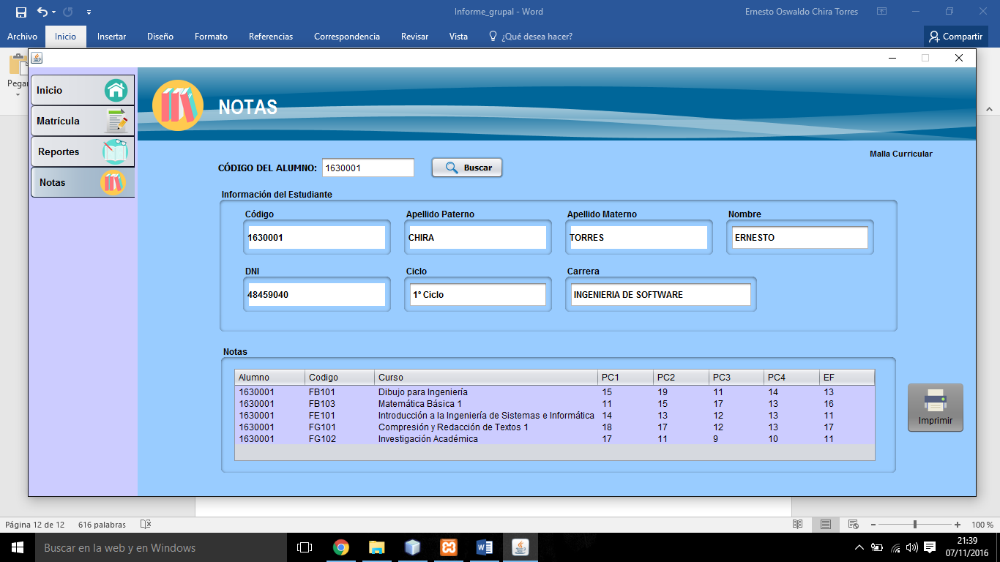 Informe_grupal - Word
Ernesto Oswaldo Chira Torres
Archivo Inicio Insertar Diseño Formato Referencias Correspondencia Revisar Vista ¿Qué desea hacer? Compartir
Inicio
Matrícula
Reportes
Notas
NOTAS
Malla Curricular
CÓDIGO DEL ALUMNO: 1630001 Buscar
Información del Estudiante
Código Apellido Paterno Apellido Materno Nombre
1630001 CHIRA TORRES ERNESTO
DNI Ciclo Carrera
48459040 1º Ciclo INGENIERIA DE SOFTWARE
Notas
Alumno Codigo Curso PC1 PC2 PC3 PC4 EF
1630001 FB101 Dibujo para Ingeniería 15 19 11 14 13
1630001 FB103 Matemática Básica 1 11 15 17 13 16
1630001 FE101 Introducción a la Ingeniería de Sistemas e Informática 14 13 12 13 11
1630001 FG101 Compresión y Redacción de Textos 1 18 17 12 13 17
1630001 FG102 Investigación Académica 17 11 9 10 11
Imprimir
Página 12 de 12 616 palabras 100 %
Buscar en la web y en Windows
21:39
07/11/2016